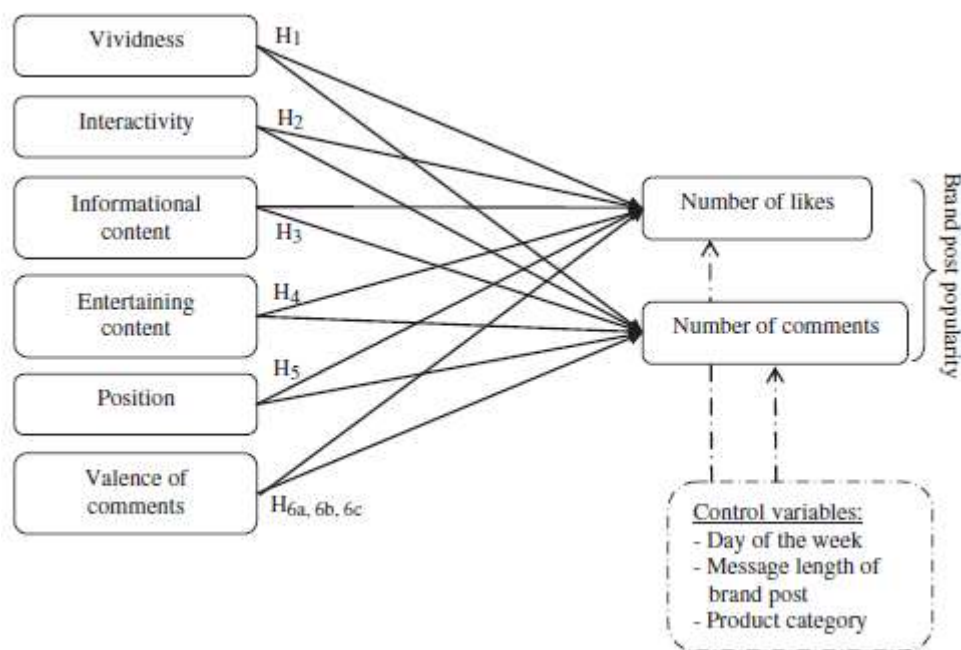 Vividness
H1
Interactivity
H2
Informational
content
H3
Entertaining
content
H4
Position
H5
Valence of
comments
H6a, 6b, 6c
Number of likes
Number of comments
Brand post popularity
Control variables:
- Day of the week
- Message length of
brand post
- Product category